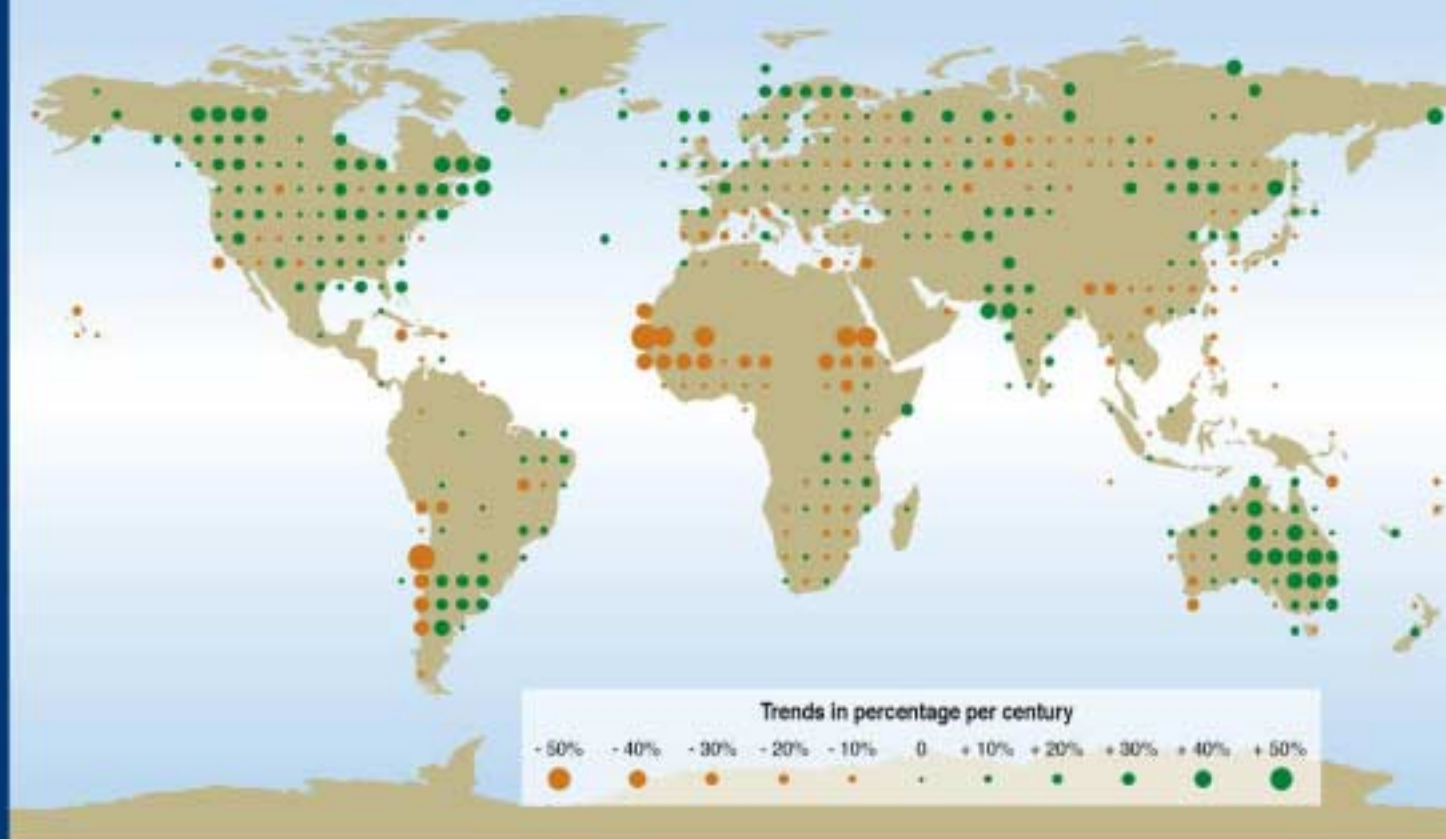 Trends in percentage per century
- 50% - 40% - 30% - 20% - 10% 0 + 10% + 20% + 30% + 40% + 50%